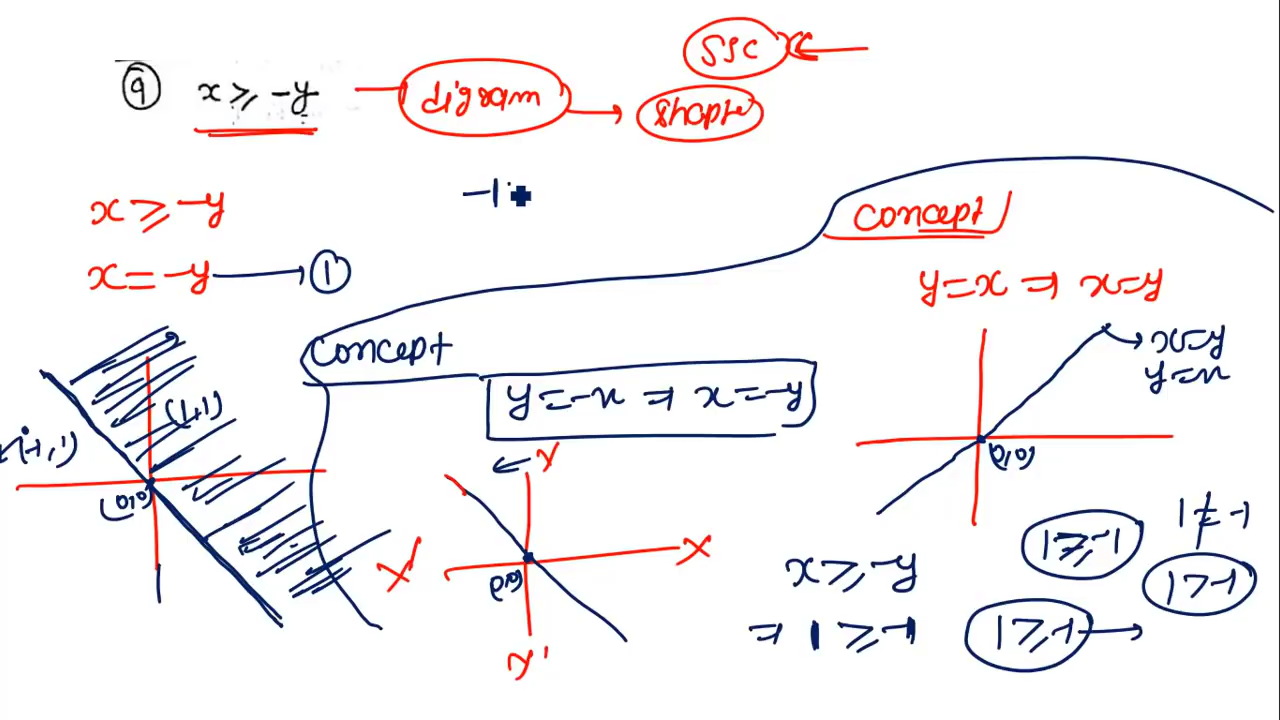 SSC
⑨ x ≥ -y digram
shapter
-1
x ≥ -y
concept
x = -y ①
y = x ⇒ x = y
concept
x = y
y = x
y = -x ⇒ x = -y
(1,1)
(-1,1)
(0,0)
(0,0)
Y
X' X
(0,0)
Y'
x ≥ -y
1 ≥ -1
1 ≠ -1
1 > -1
⇒ 1 ≥ -1
1 ≥ -1